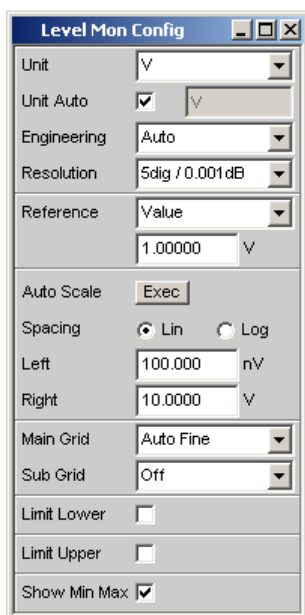 Level Mon Config
Unit V
Unit Auto V
Engineering Auto
Resolution 5dig / 0.001dB
Reference Value
1.00000 V
Auto Scale Exec
Spacing Lin Log
Left 100.000 nV
Right 10.0000 V
Main Grid Auto Fine
Sub Grid Off
Limit Lower
Limit Upper
Show Min Max